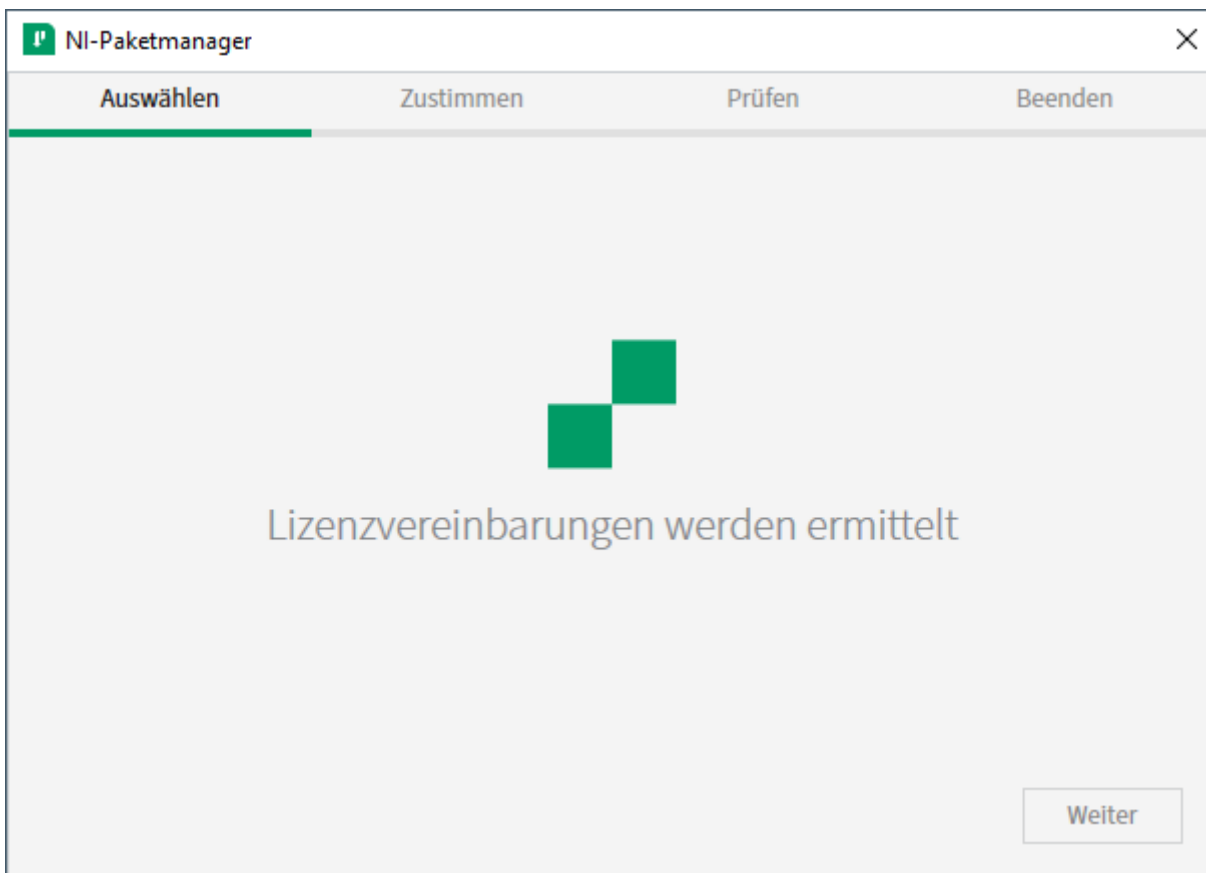 NI-Paketmanager
Auswählen Zustimmen Prüfen Beenden
Lizenzvereinbarungen werden ermittelt
Weiter